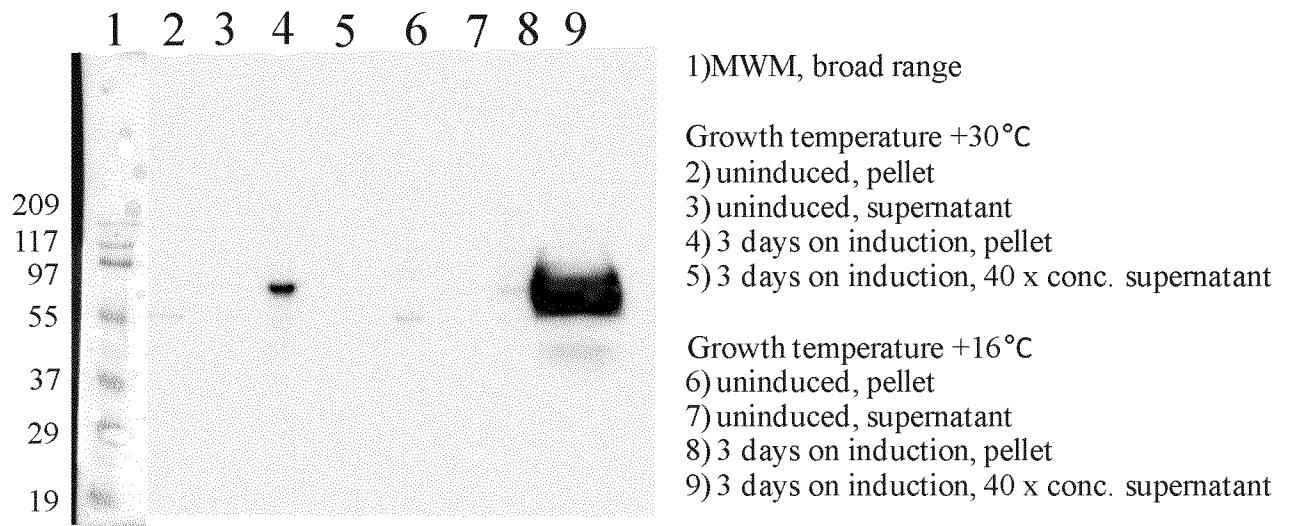 1 2 3 4 5 6 7 8 9
209
117
97
55
37
29
19
1)MWM, broad range
Growth temperature +30°C
2) uninduced, pellet
3) uninduced, supernatant
4) 3 days on induction, pellet
5) 3 days on induction, 40 x conc. supernatant
Growth temperature +16°C
6) uninduced, pellet
7) uninduced, supernatant
8) 3 days on induction, pellet
9) 3 days on induction, 40 x conc. supernatant